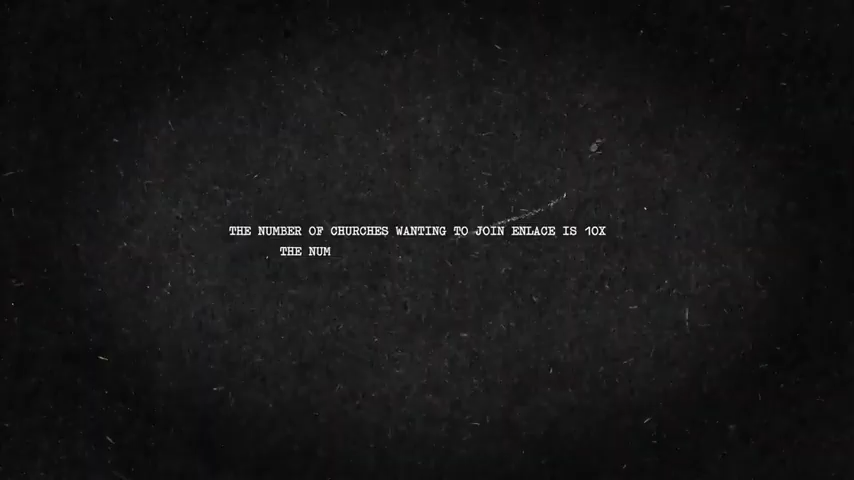 THE NUMBER OF CHURCHES WANTING TO JOIN ENLACE IS 10X
THE NUM